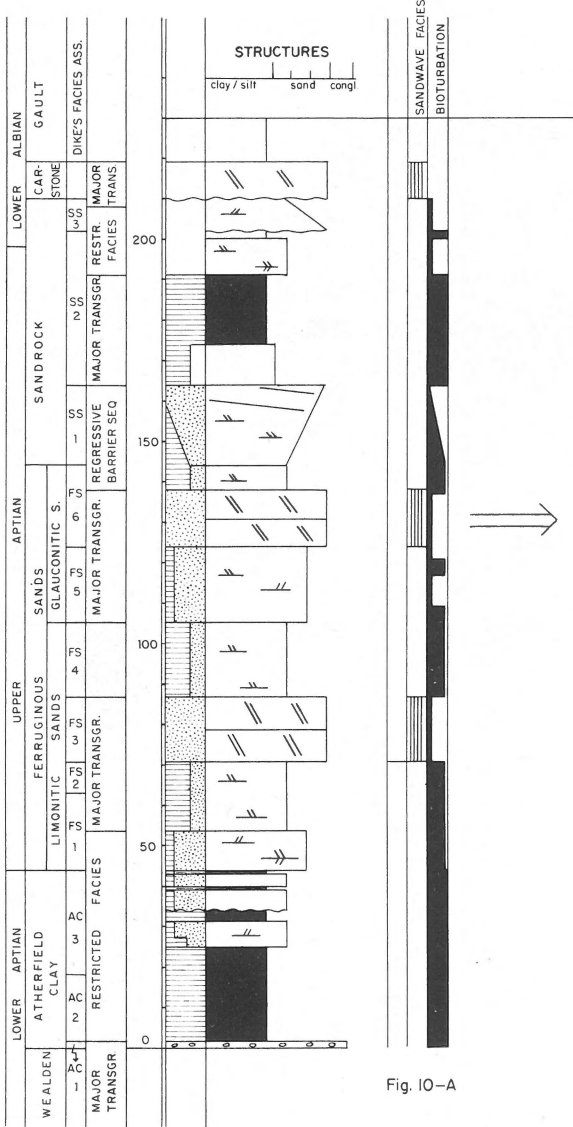 STRUCTURES
clay / silt sand congl.
SANDWAVE FACIES
BIOTURBATION
DIKE'S FACIES ASS.
LOWER ALBIAN
GAULT
CAR-
STONE
MAJOR
TRANS.
SS
3
RESTR.
FACIES
200
SANDROCK
SS
2
MAJOR TRANSGR.
SS
1
REGRESSIVE
BARRIER SEQ
150
UPPER APTIAN
FERRUGINOUS SANDS
GLAUCONITIC S.
FS
6
MAJOR TRANSGR.
FS
5
100
FS
4
LIMONITIC SANDS
FS
3
MAJOR TRANSGR.
FS
2
FS
1
50
LOWER APTIAN
ATHERFIELD
CLAY
AC
3
RESTRICTED FACIES
AC
2
0
WEALDEN
AC
1
MAJOR
TRANSGR.
Fig. 10-A